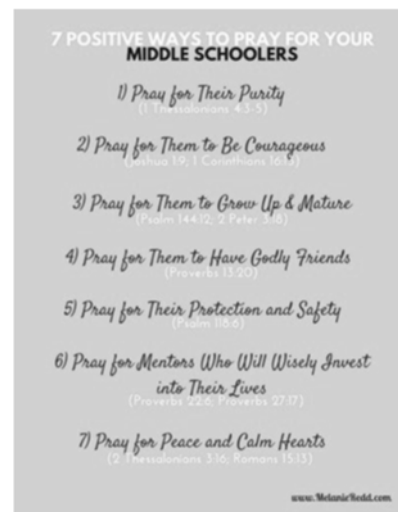 7 POSITIVE WAYS TO PRAY FOR YOUR
MIDDLE SCHOOLERS
1) Pray for Their Purity
(1 Thessalonians 4:3-5)
2) Pray for Them to Be Courageous
(Joshua 1:9; 1 Corinthians 16:13)
3) Pray for Them to Grow Up & Mature
(Psalm 144:12; 2 Peter 3:18)
4) Pray for Them to Have Godly Friends
(Proverbs 13:20)
5) Pray for Their Protection and Safety
(Psalm 118:6)
6) Pray for Mentors Who Will Wisely Invest
into Their Lives
(Proverbs 22:6; Proverbs 27:17)
7) Pray for Peace and Calm Hearts
(2 Thessalonians 3:16; Romans 15:13)
www.MelanieRedd.com